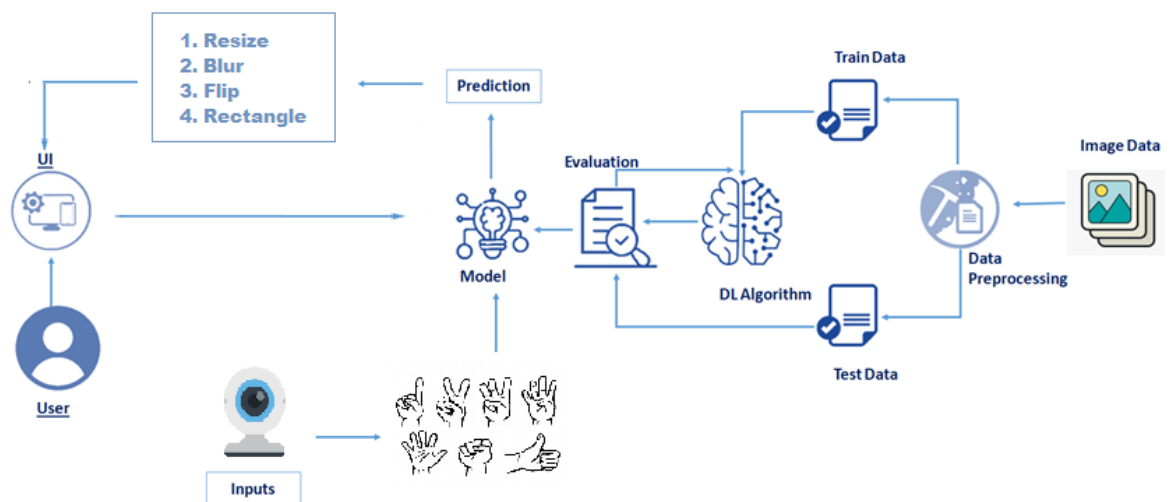 1. Resize
2. Blur
3. Flip
4. Rectangle
Prediction
Train Data
UI
Evaluation
Image Data
Model
DL Algorithm
Data
Preprocessing
User
Test Data
Inputs